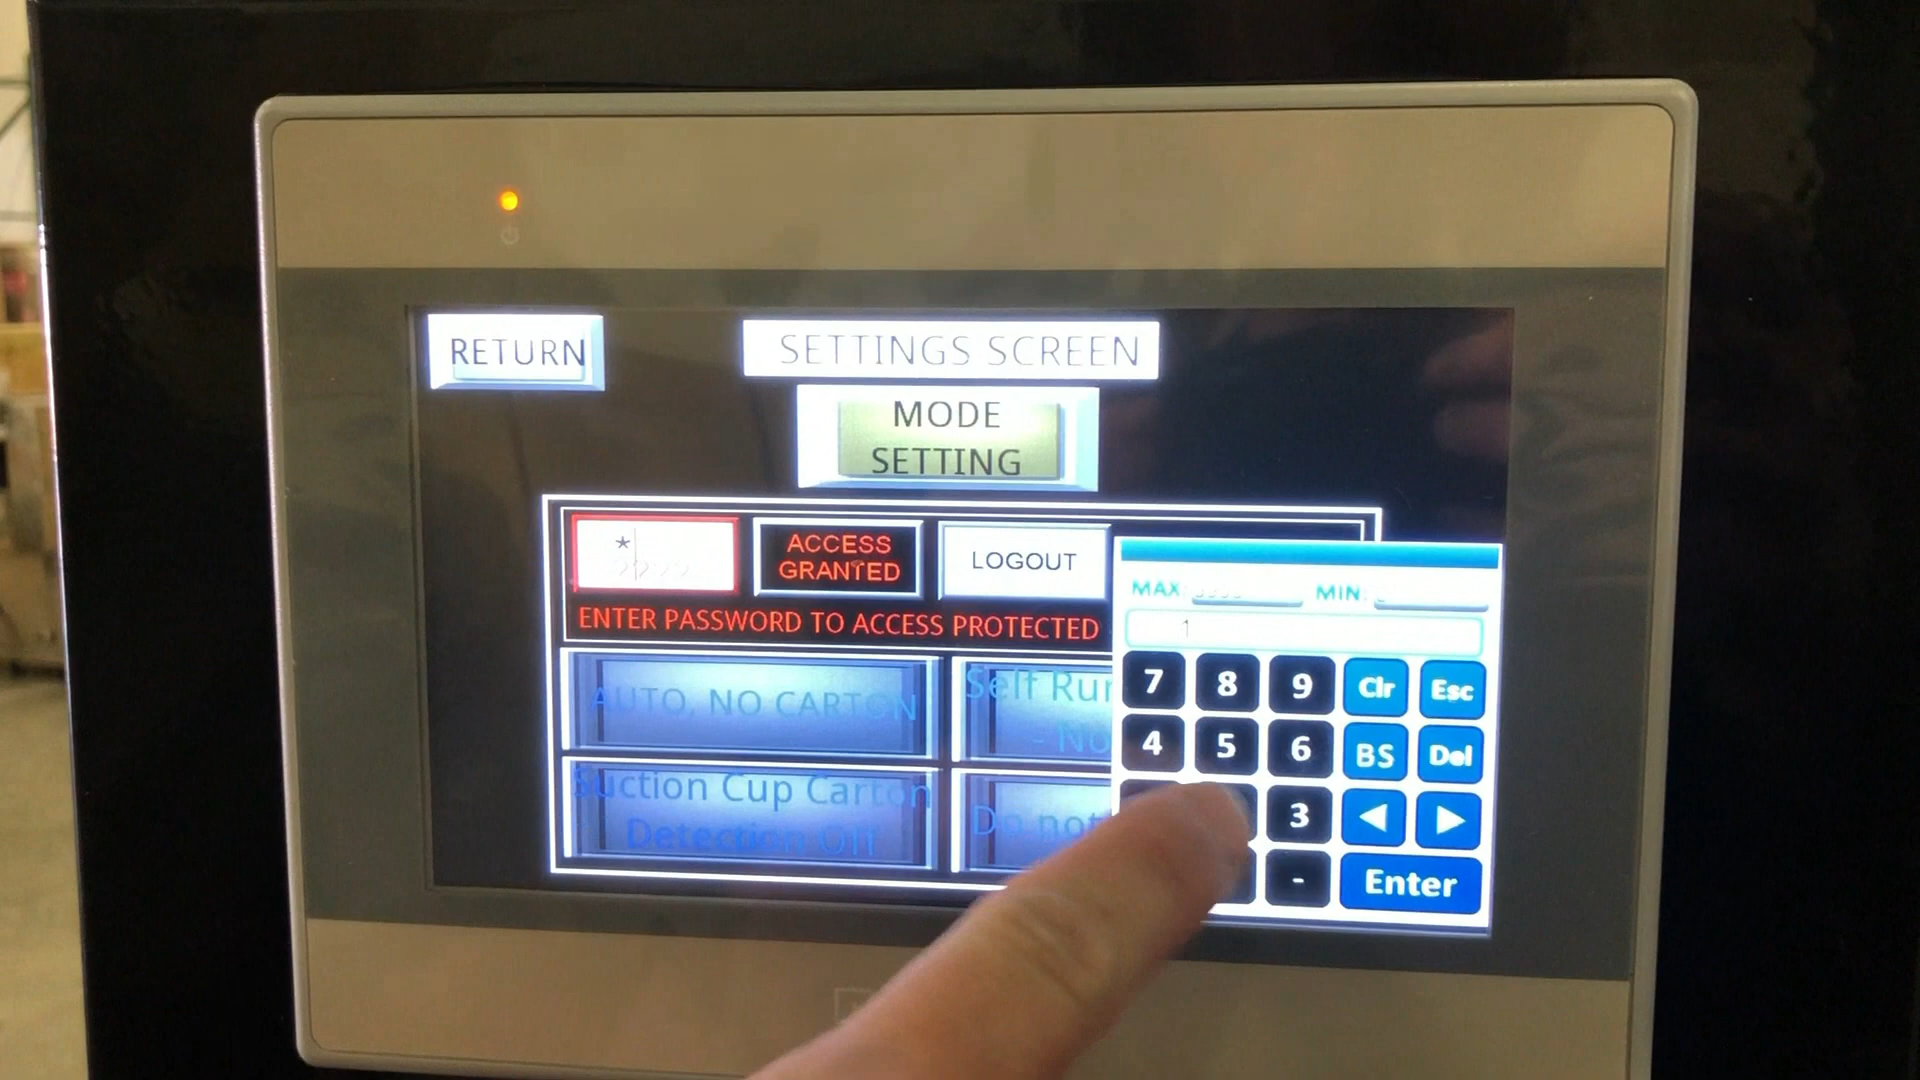 RETURN
SETTINGS SCREEN
MODE
SETTING
*
ACCESS
GRANTED
LOGOUT
ENTER PASSWORD TO ACCESS PROTECTED
MAX:
MIN:
1
AUTO, NO CARTON
Self Run
- No
Suction Cup Carton
Detection Off
Do not
7 8 9 Clr Esc
4 5 6 BS Del
3
- Enter